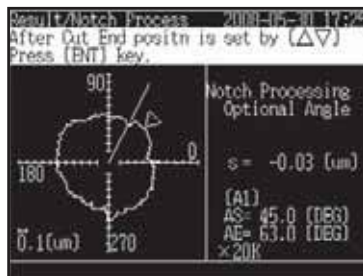 Result/Notch Process 2008-05-30 17:25
After Cut End positn is set by [△▽]
Press [ENT] key.
90
180
0
270
0.1(um)
Notch Processing
Optional Angle
s = -0.03 (um)
(A1)
AS= 45.0 (DEG)
AE= 63.0 (DEG)
×20K